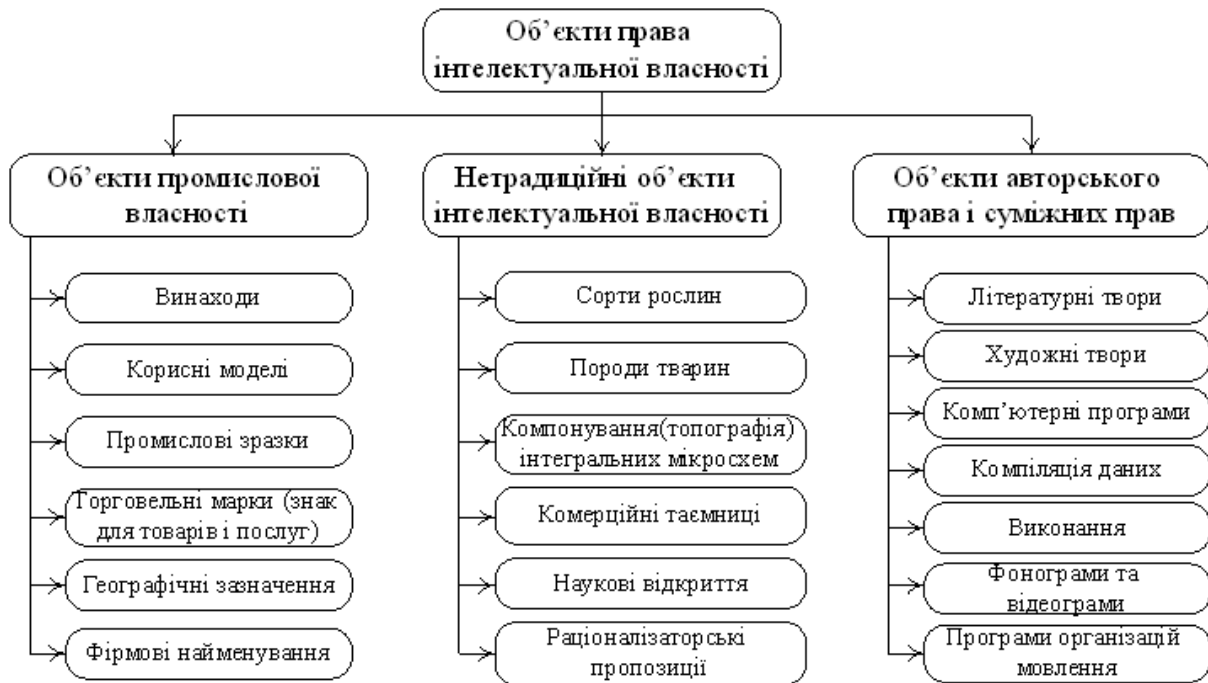 Об’єкти права
інтелектуальної власності
Об’єкти промислової
власності
Винаходи
Корисні моделі
Промислові зразки
Торговельні марки (знак
для товарів і послуг)
Географічні зазначення
Фірмові найменування
Нетрадиційні об’єкти
інтелектуальної власності
Сорти рослин
Породи тварин
Компонування(топографія)
інтегральних мікросхем
Комерційні таємниці
Наукові відкриття
Раціоналізаторські
пропозиції
Об’єкти авторського
права і суміжних прав
Літературні твори
Художні твори
Комп’ютерні програми
Компіляція даних
Виконання
Фонограми та
відеограми
Програми організацій
мовлення